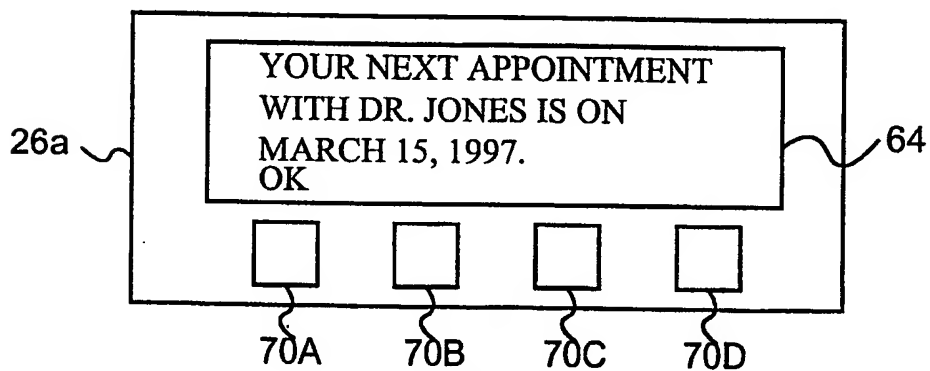 YOUR NEXT APPOINTMENT
WITH DR. JONES IS ON
MARCH 15, 1997.
OK
26a
64
70A 70B 70C 70D